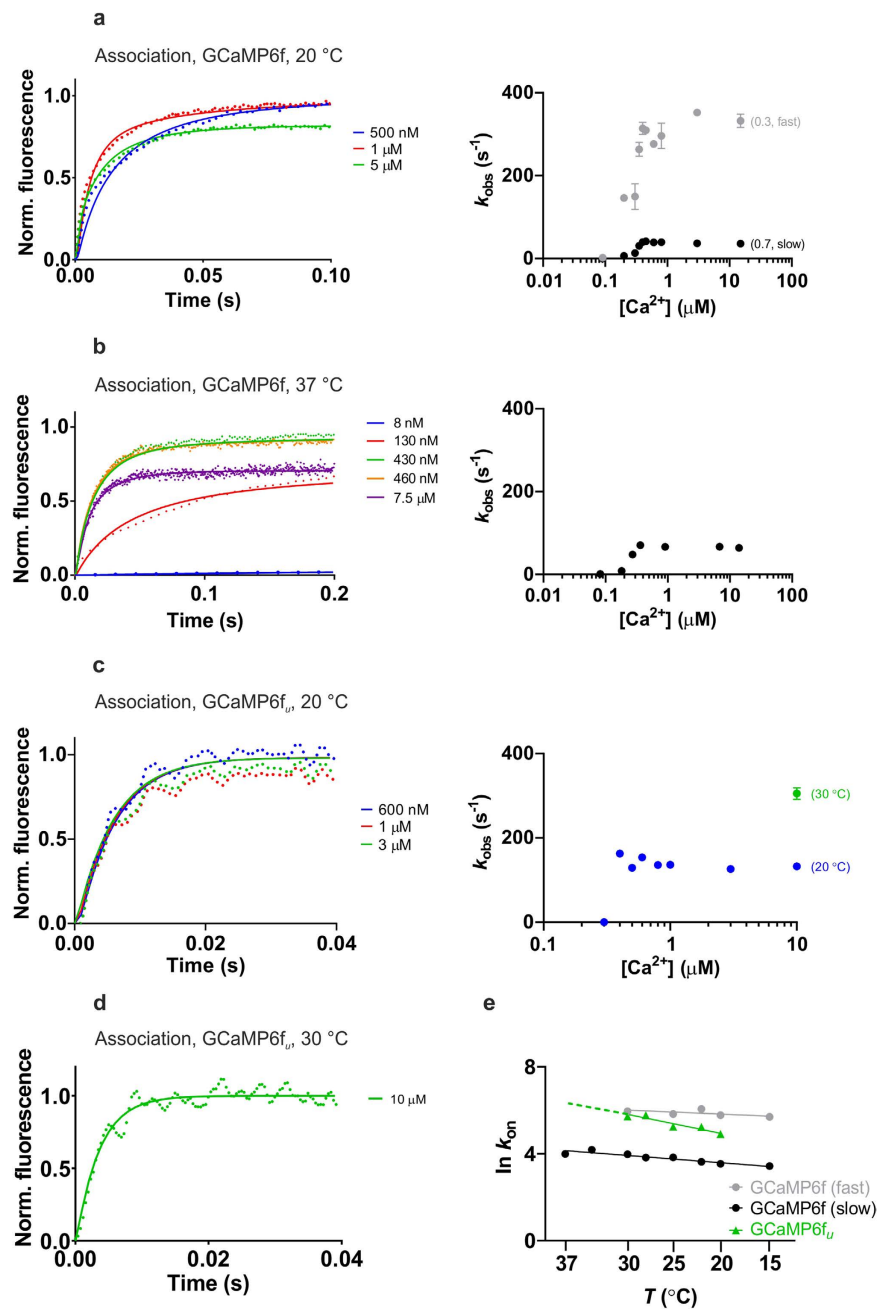 a
Association, GCaMP6f, 20 °C
Norm. fluorescence
1.0
0.5
0.0
0.00
0.05
0.10
Time (s)
500 nM
1 µM
5 µM
kobs (s-1)
400
200
0
0.01
0.1
1
10
100
[Ca2+] (µM)
(0.3, fast)
(0.7, slow)
b
Association, GCaMP6f, 37 °C
Norm. fluorescence
1.0
0.5
0.0
0.0
0.1
0.2
Time (s)
8 nM
130 nM
430 nM
460 nM
7.5 µM
kobs (s-1)
400
200
0
0.01
0.1
1
10
100
[Ca2+] (µM)
c
Association, GCaMP6fu, 20 °C
Norm. fluorescence
1.0
0.5
0.0
0.00
0.02
0.04
Time (s)
600 nM
1 µM
3 µM
kobs (s-1)
400
200
0
0.1
1
10
[Ca2+] (µM)
(30 °C)
(20 °C)
d
Association, GCaMP6fu, 30 °C
Norm. fluorescence
1.0
0.5
0.0
0.00
0.02
0.04
Time (s)
10 µM
e
ln kon
8
4
0
37
30
25
20
15
T (°C)
GCaMP6f (fast)
GCaMP6f (slow)
GCaMP6fu